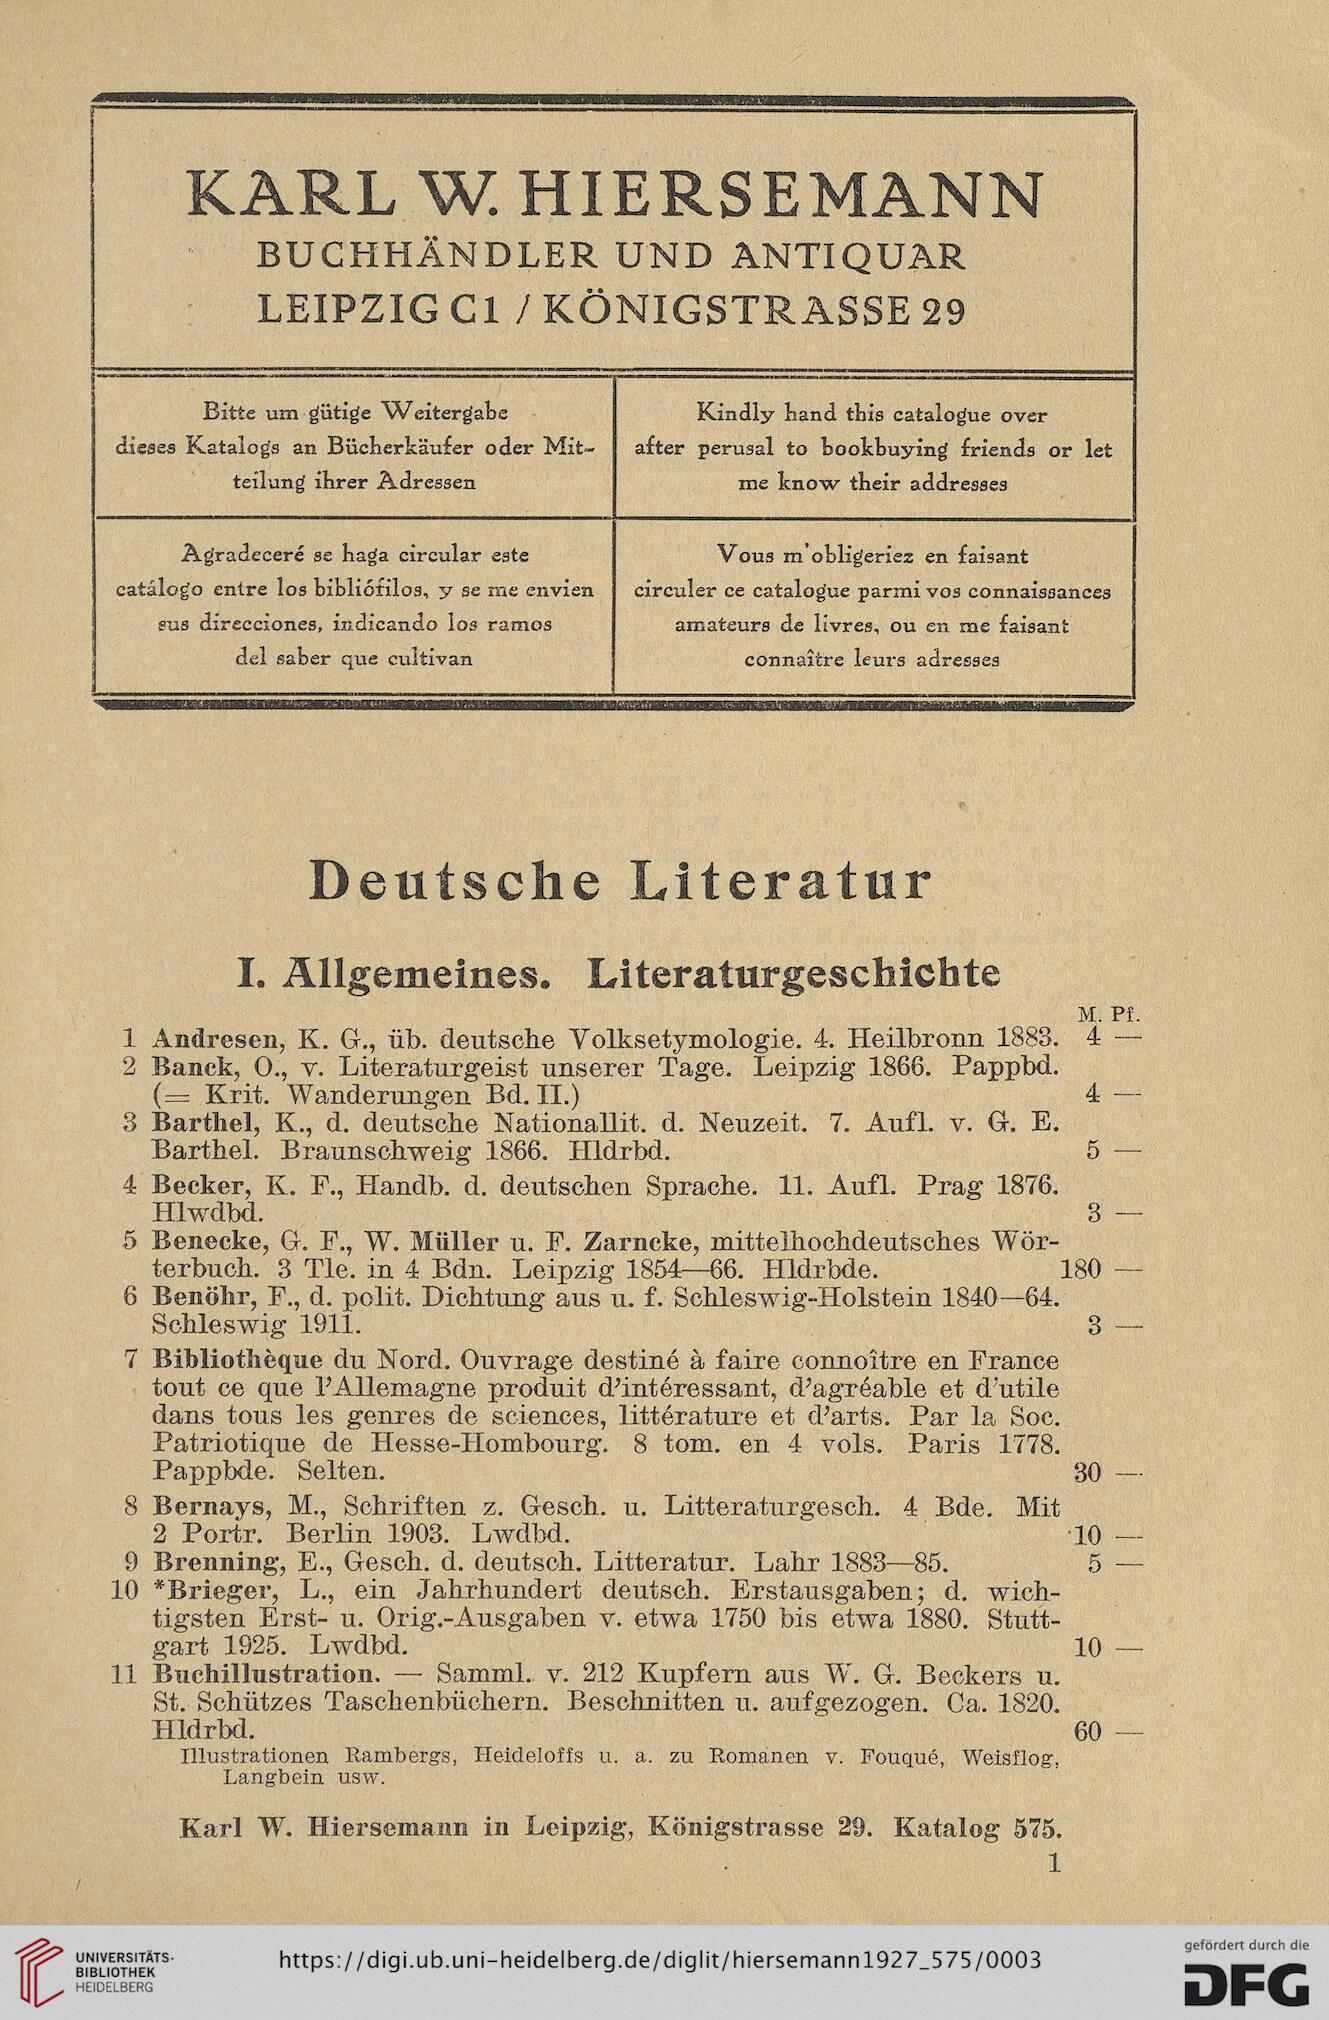 KARL W. HIERSEMANN
BUCHHÄNDLER UND ANTIQUAR
LEIPZIG C1 / KÖNIGSTRASSE 29
Bitte um gütige Weitergabe
dieses Katalogs an Bücherkäufer oder Mit-
teilung ihrer Adressen
Kindly hand this catalogue over
after perusal to bookbuying friends or let
me know their addresses
Agradeceré se haga circular este
catálogo entre los bibliófilos, y se me envien
sus direcciones, indicando los ramos
del saber que cultivan
Vous m'obligeriez en faisant
circuler ce catalogue parmi vos connaissances
amateurs de livres, ou en me faisant
connaître leurs adresses
Deutsche Literatur
I. Allgemeines. Literaturgeschichte
M. Pf.
1 Andresen, K. G., üb. deutsche Volksetymologie. 4. Heilbronn 1883. 4 —
2 Banck, O., v. Literaturgeist unserer Tage. Leipzig 1866. Pappbd.
(= Krit. Wanderungen Bd. II.) 4 —
3 Barthel, K., d. deutsche Nationallit. d. Neuzeit. 7. Aufl. v. G. E.
Barthel. Braunschweig 1866. Hldrbd. 5 —
4 Becker, K. F., Handb. d. deutschen Sprache. 11. Aufl. Prag 1876.
Hlwdbd. 3 —
5 Benecke, G. F., W. Müller u. F. Zarncke, mittelhochdeutsches Wör-
terbuch. 3 Tle. in 4 Bdn. Leipzig 1854—66. Hldrbde. 180 —
6 Benöhr, F., d. polit. Dichtung aus u. f. Schleswig-Holstein 1840—64.
Schleswig 1911. 3 —
7 Bibliothèque du Nord. Ouvrage destiné à faire connoître en France
tout ce que l'Allemagne produit d'intéressant, d'agréable et d'utile
dans tous les genres de sciences, littérature et d'arts. Par la Soc.
Patriotique de Hesse-Hombourg. 8 tom. en 4 vols. Paris 1778.
Pappbde. Selten. 30 —
8 Bernays, M., Schriften z. Gesch. u. Litteraturgesch. 4 Bde. Mit
2 Portr. Berlin 1903. Lwdbd. 10 —
9 Brenning, E., Gesch. d. deutsch. Litteratur. Lahr 1883—85. 5 —
10 *Brieger, L., ein Jahrhundert deutsch. Erstausgaben; d. wich-
tigsten Erst- u. Orig.-Ausgaben v. etwa 1750 bis etwa 1880. Stutt-
gart 1925. Lwdbd. 10 —
11 Buchillustration. — Samml. v. 212 Kupfern aus W. G. Beckers u.
St. Schützes Taschenbüchern. Beschnitten u. aufgezogen. Ca. 1820.
Hldrbd. 60 —
Illustrationen Rambergs, Heideloffs u. a. zu Romanen v. Fouqué, Weisflog,
Langbein usw.
Karl W. Hiersemann in Leipzig, Königstrasse 29. Katalog 575.
1
UNIVERSITÄTS-
BIBLIOTHEK
HEIDELBERG
https://digi.ub.uni-heidelberg.de/diglit/hiersemann1927_575/0003
gefördert durch die
DFG